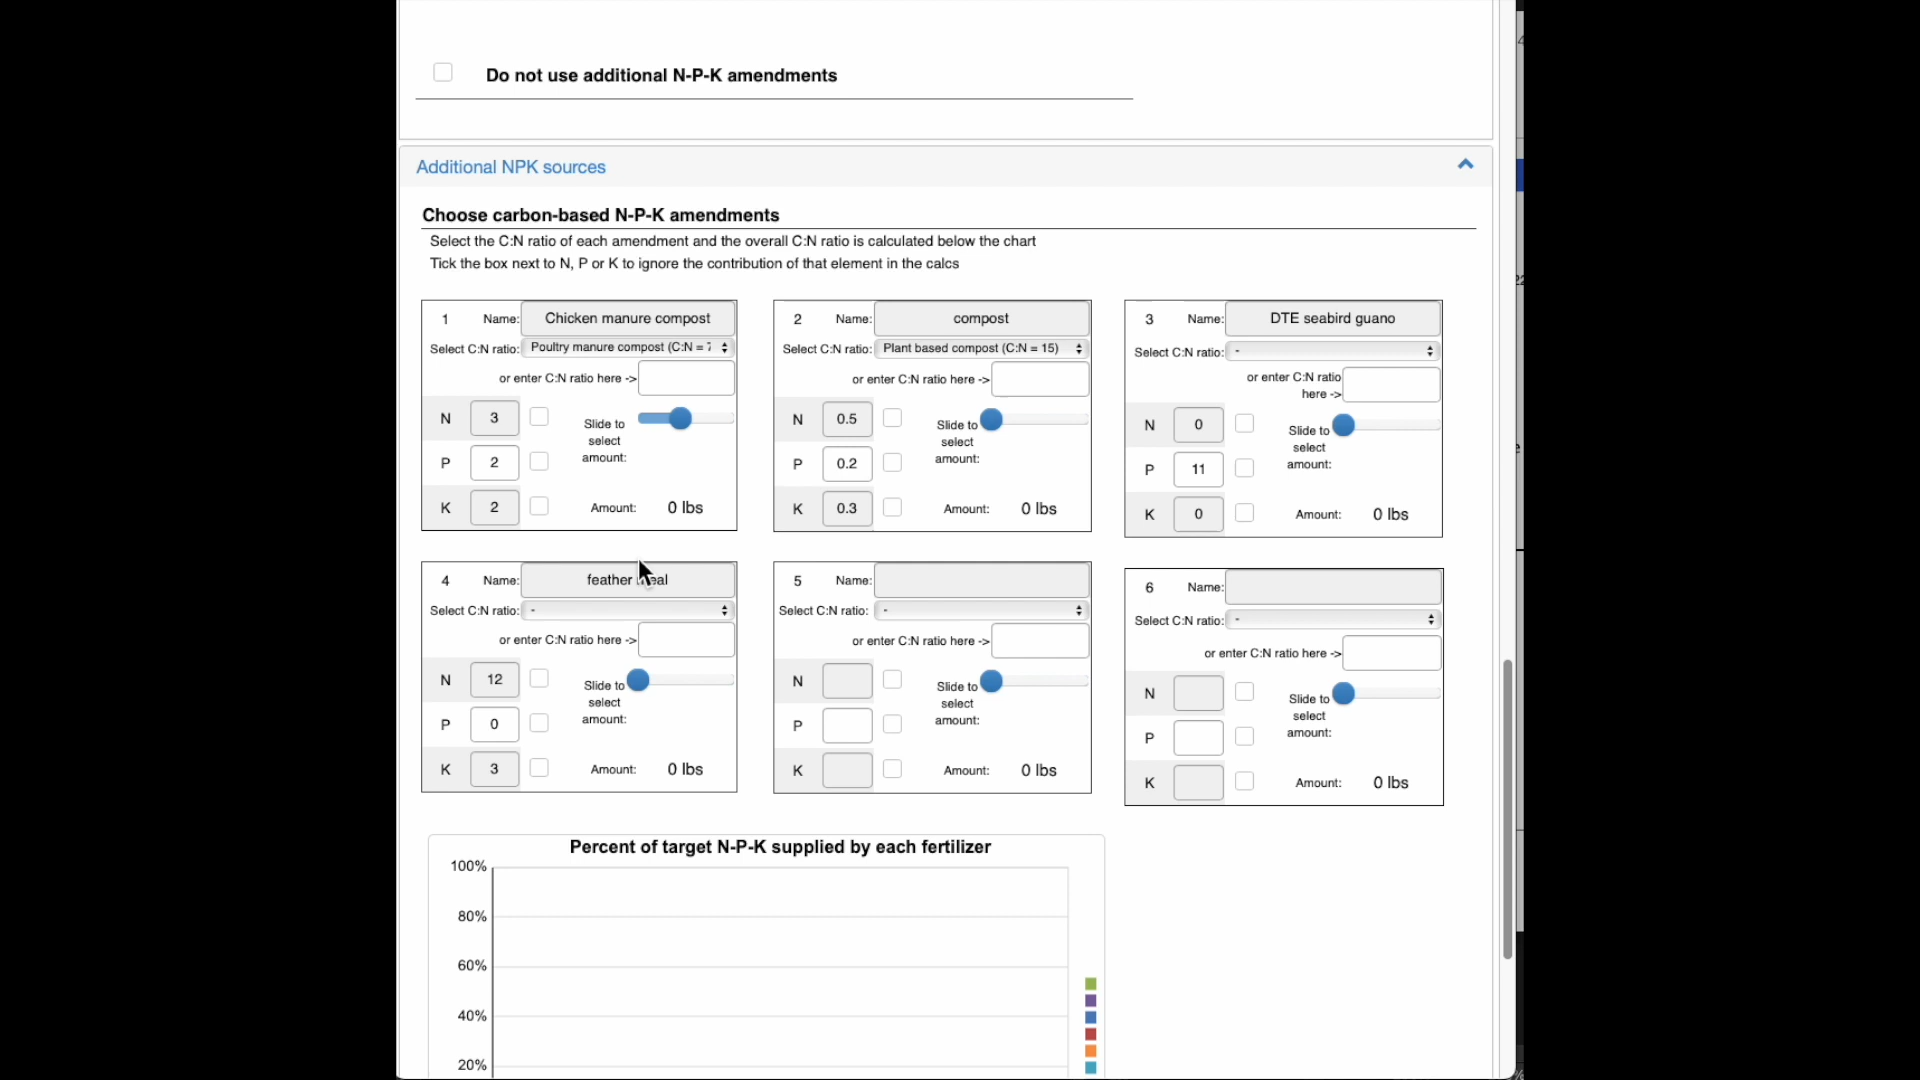 Do not use additional N-P-K amendments
Additional NPK sources
Choose carbon-based N-P-K amendments
Select the C:N ratio of each amendment and the overall C:N ratio is calculated below the chart
Tick the box next to N, P or K to ignore the contribution of that element in the calcs
1 Name: Chicken manure compost
Select C:N ratio: Poultry manure compost (C:N =
or enter C:N ratio here ->
N 3
Slide to select amount:
P 2
K 2 Amount: 0 lbs
2 Name: compost
Select C:N ratio: Plant based compost (C:N = 15)
or enter C:N ratio here ->
N 0.5
Slide to select amount:
P 0.2
K 0.3 Amount: 0 lbs
3 Name: DTE seabird guano
Select C:N ratio: -
or enter C:N ratio
here ->
N 0
Slide to select amount:
P 11
K 0 Amount: 0 lbs
4 Name: feather
Select C:N ratio: -
or enter C:N ratio here ->
N 12
Slide to select amount:
P 0
K 3 Amount: 0 lbs
5 Name:
Select C:N ratio: -
or enter C:N ratio here ->
N
Slide to select amount:
P
K Amount: 0 lbs
6 Name:
Select C:N ratio: -
or enter C:N ratio here ->
N
Slide to select amount:
P
K Amount: 0 lbs
Percent of target N-P-K supplied by each fertilizer
100%
80%
60%
40%
20%